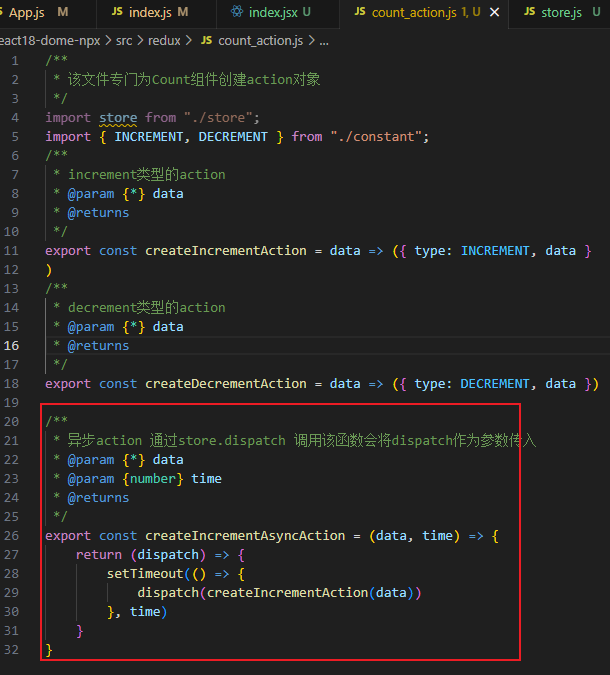 App.js M JS index.js M index.jsx U JS count_action.js 1, U × JS store.js U
eact18-dome-npx > src > redux > JS count_action.js > ...
1 /**
2 * 该文件专门为Count组件创建action对象
3 */
4 import store from "./store";
5 import { INCREMENT, DECREMENT } from "./constant";
6 /**
7 * increment类型的action
8 * @param {*} data
9 * @returns
10 */
11 export const createIncrementAction = data => ({ type: INCREMENT, data }
12 )
13 /**
14 * decrement类型的action
15 * @param {*} data
16 * @returns
17 */
18 export const createDecrementAction = data => ({ type: DECREMENT, data })
19
20 /**
21 * 异步action 通过store.dispatch 调用该函数会将dispatch作为参数传入
22 * @param {*} data
23 * @param {number} time
24 * @returns
25 */
26 export const createIncrementAsyncAction = (data, time) => {
27 return (dispatch) => {
28 setTimeout(() => {
29 dispatch(createIncrementAction(data))
30 }, time)
31 }
32 }